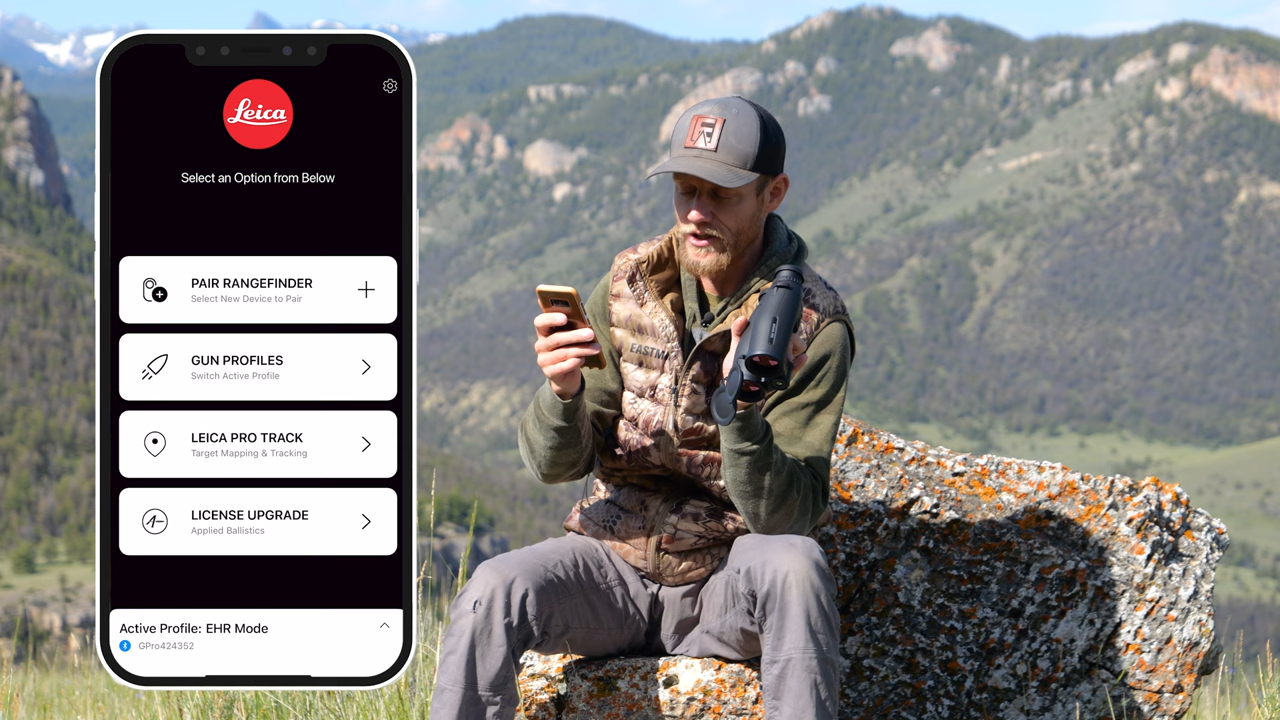 Leica
Select an Option from Below
PAIR RANGEFINDER
Select New Device to Pair
GUN PROFILES
Switch Active Profile
LEICA PRO TRACK
Target Mapping & Tracking
LICENSE UPGRADE
Applied Ballistics
Active Profile: EHR Mode
GPro424352
EASTM